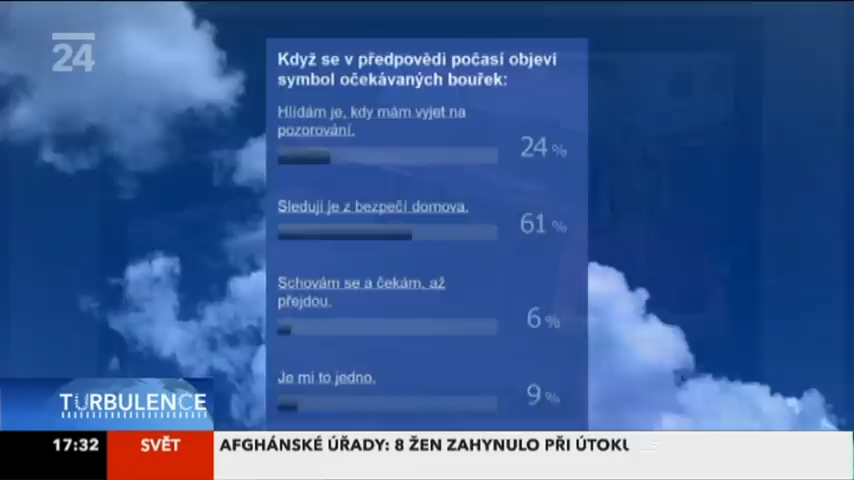 24
Když se v předpovědi počasí objeví
symbol očekávaných bouřek:
Hlídám je, kdy mám vyjet na
pozorování.
24 %
Sleduji je z bezpečí domova.
61 %
Schovám se a čekám, až
přejdou.
6 %
Je mi to jedno.
9 %
TURBULENCE
17:32 SVĚT AFGHÁNSKÉ ÚŘADY: 8 ŽEN ZAHYNULO PŘI ÚTOKU